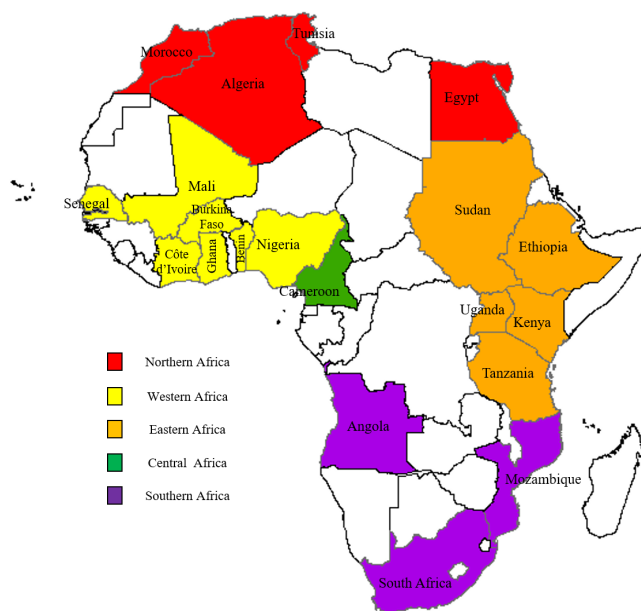 Tunisia
Morocco
Algeria
Egypt
Mali
Senegal
Burkina
Faso
Sudan
Nigeria
Ghana
Benin
Côte
d’Ivoire
Ethiopia
Cameroon
Uganda
Kenya
Tanzania
Northern Africa
Western Africa
Eastern Africa
Central Africa
Southern Africa
Angola
Mozambique
South Africa